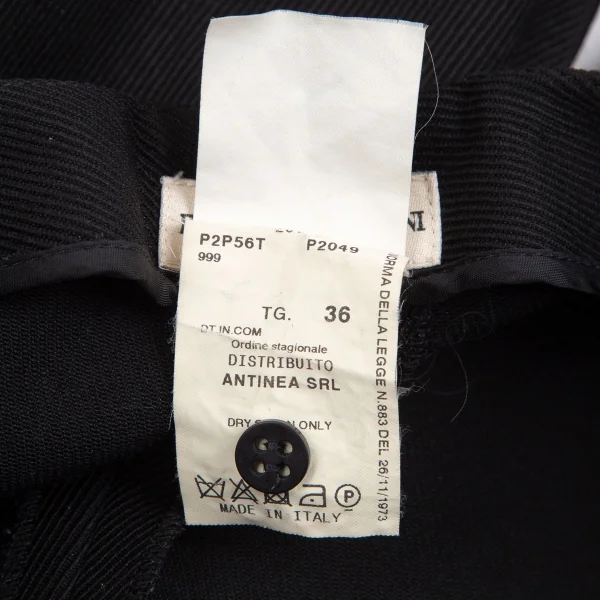 P2P56T P2049
999
TG. 36
Ordine stagionale
DISTRIBUITO
ANTINEA SRL
DRY ONLY
MADE IN ITALY
NORMA DELLA LEGGE N.883 DEL 26/11/1973